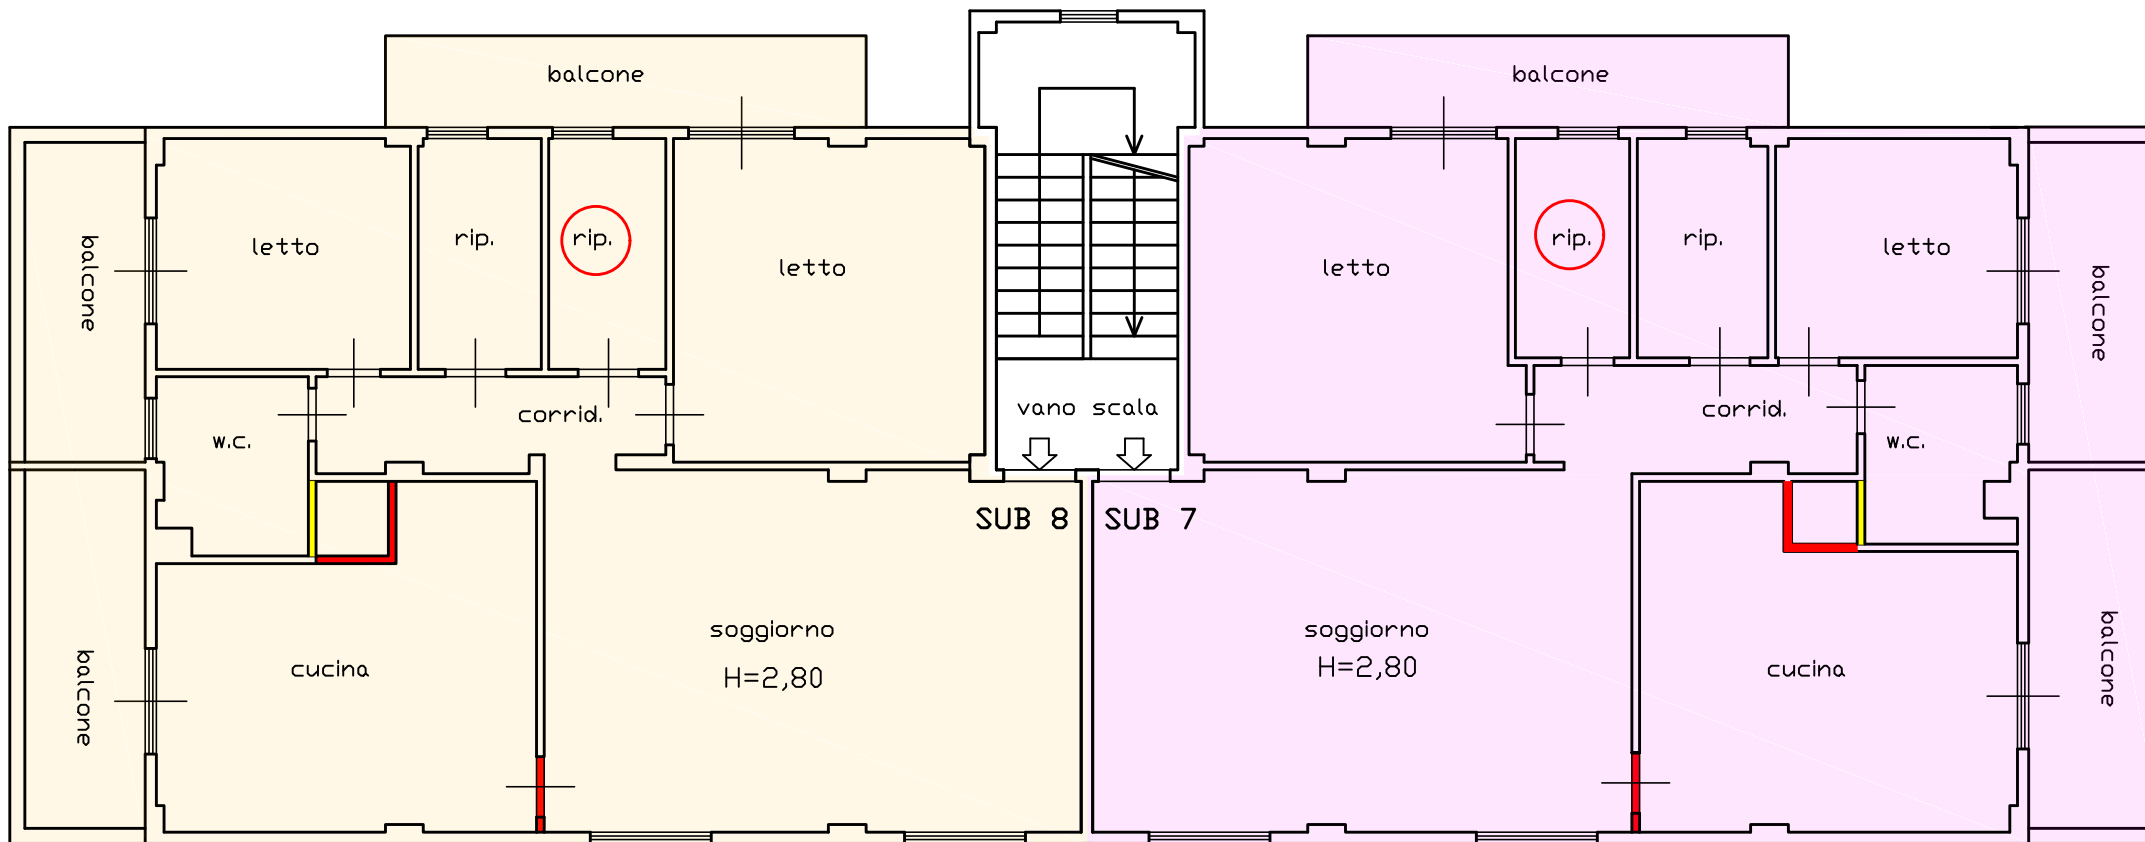 balcone
balcone
letto
rip.
rip.
letto
letto
rip.
rip.
letto
balcone
balcone
w.c.
corrid.
vano scala
corrid.
w.c.
SUB 8
SUB 7
balcone
cucina
soggiorno
H=2,80
soggiorno
H=2,80
cucina
balcone